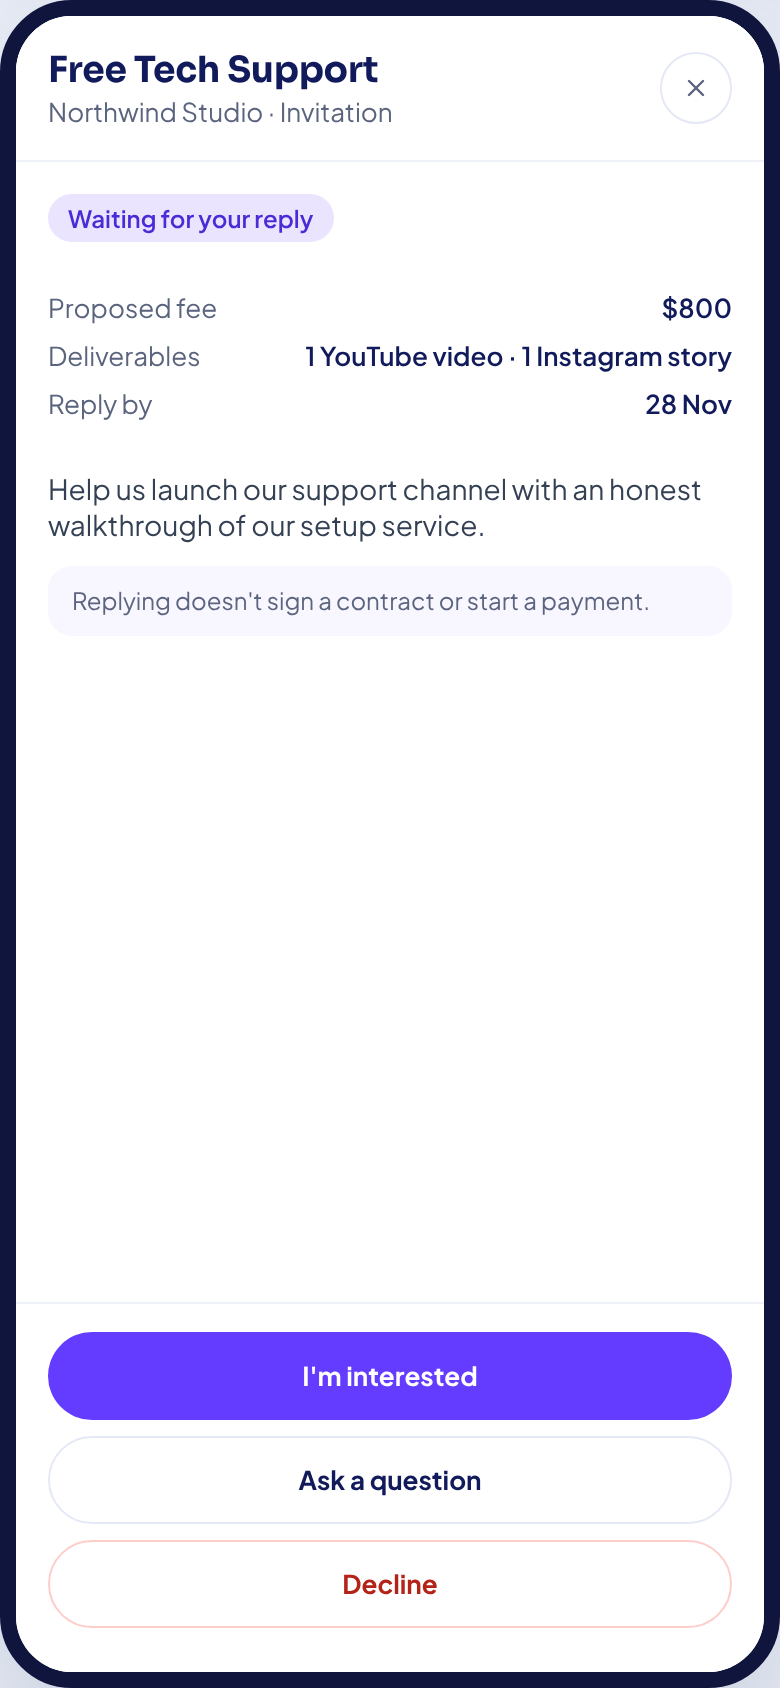 Free Tech Support
Northwind Studio · Invitation
Waiting for your reply
Proposed fee $800
Deliverables 1 YouTube video · 1 Instagram story
Reply by 28 Nov
Help us launch our support channel with an honest
walkthrough of our setup service.
Replying doesn't sign a contract or start a payment.
I'm interested
Ask a question
Decline